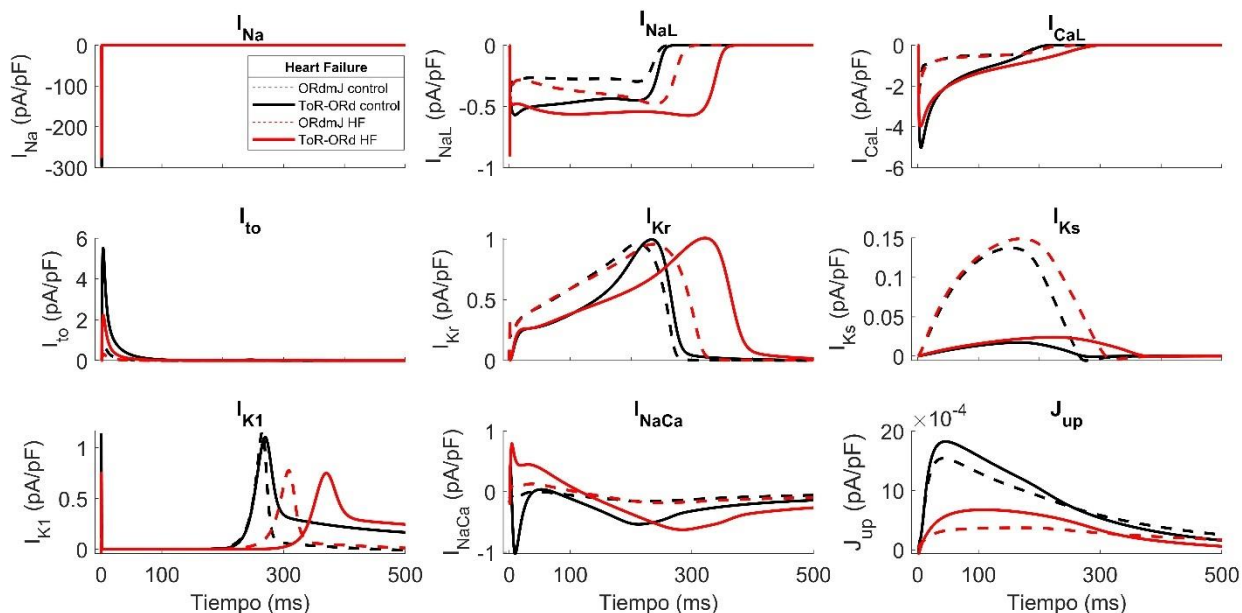 I_Na
I_Na (pA/pF)
0
-100
-200
-300
Heart Failure
ORdmJ control
ToR-ORd control
ORdmJ HF
ToR-ORd HF
I_NaL
I_NaL (pA/pF)
0
-0.5
-1
I_CaL
I_CaL (pA/pF)
0
-2
-4
-6
I_to
I_to (pA/pF)
6
4
2
0
I_Kr
I_Kr (pA/pF)
1
0.5
0
I_Ks
I_Ks (pA/pF)
0.15
0.1
0.05
0
I_K1
I_K1 (pA/pF)
1
0.5
0
0 100 300 500
Tiempo (ms)
I_NaCa
I_NaCa (pA/pF)
1
0
-1
0 100 300 500
Tiempo (ms)
J_up
×10^-4
J_up (pA/pF)
20
10
0
0 100 300 500
Tiempo (ms)